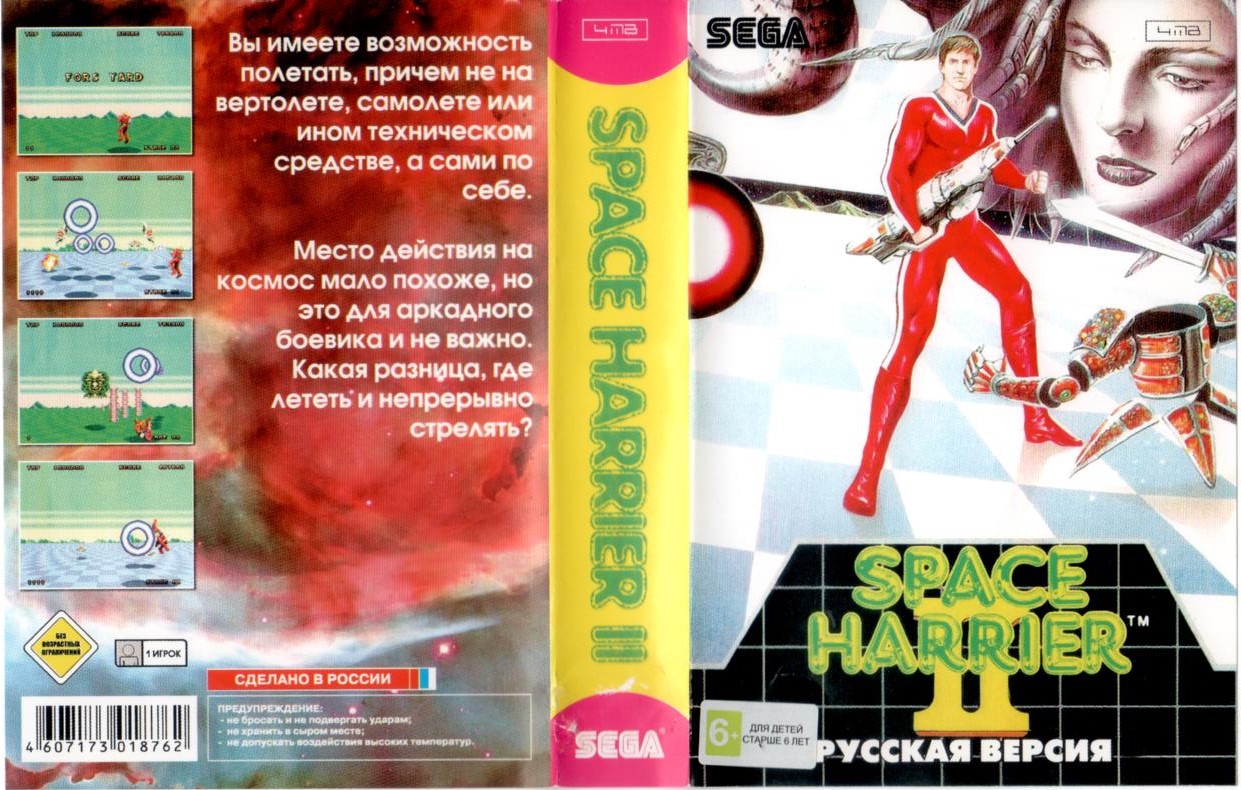 Вы имеете возможность
полетать, причем не на
вертолете, самолете или
ином техническом
средстве, а сами по
себе.
Место действия на
космос мало похоже, но
это для аркадного
боевика и не важно.
Какая разница, где
лететь и непрерывно
стрелять?
FORS YARD
БЕЗ
ВОЗРАСТНЫХ
ОГРАНИЧЕНИЙ
1 ИГРОК
СДЕЛАНО В РОССИИ
ПРЕДУПРЕЖДЕНИЕ:
- не бросать и не подвергать ударам;
- не хранить в сыром месте;
- не допускать воздействия высоких температур.
4 607173 018762
4MB
SPACE HARRIER II
SEGA
SEGA
4MB
SPACE
HARRIER™
II
6+
ДЛЯ ДЕТЕЙ
СТАРШЕ 6 ЛЕТ
РУССКАЯ ВЕРСИЯ